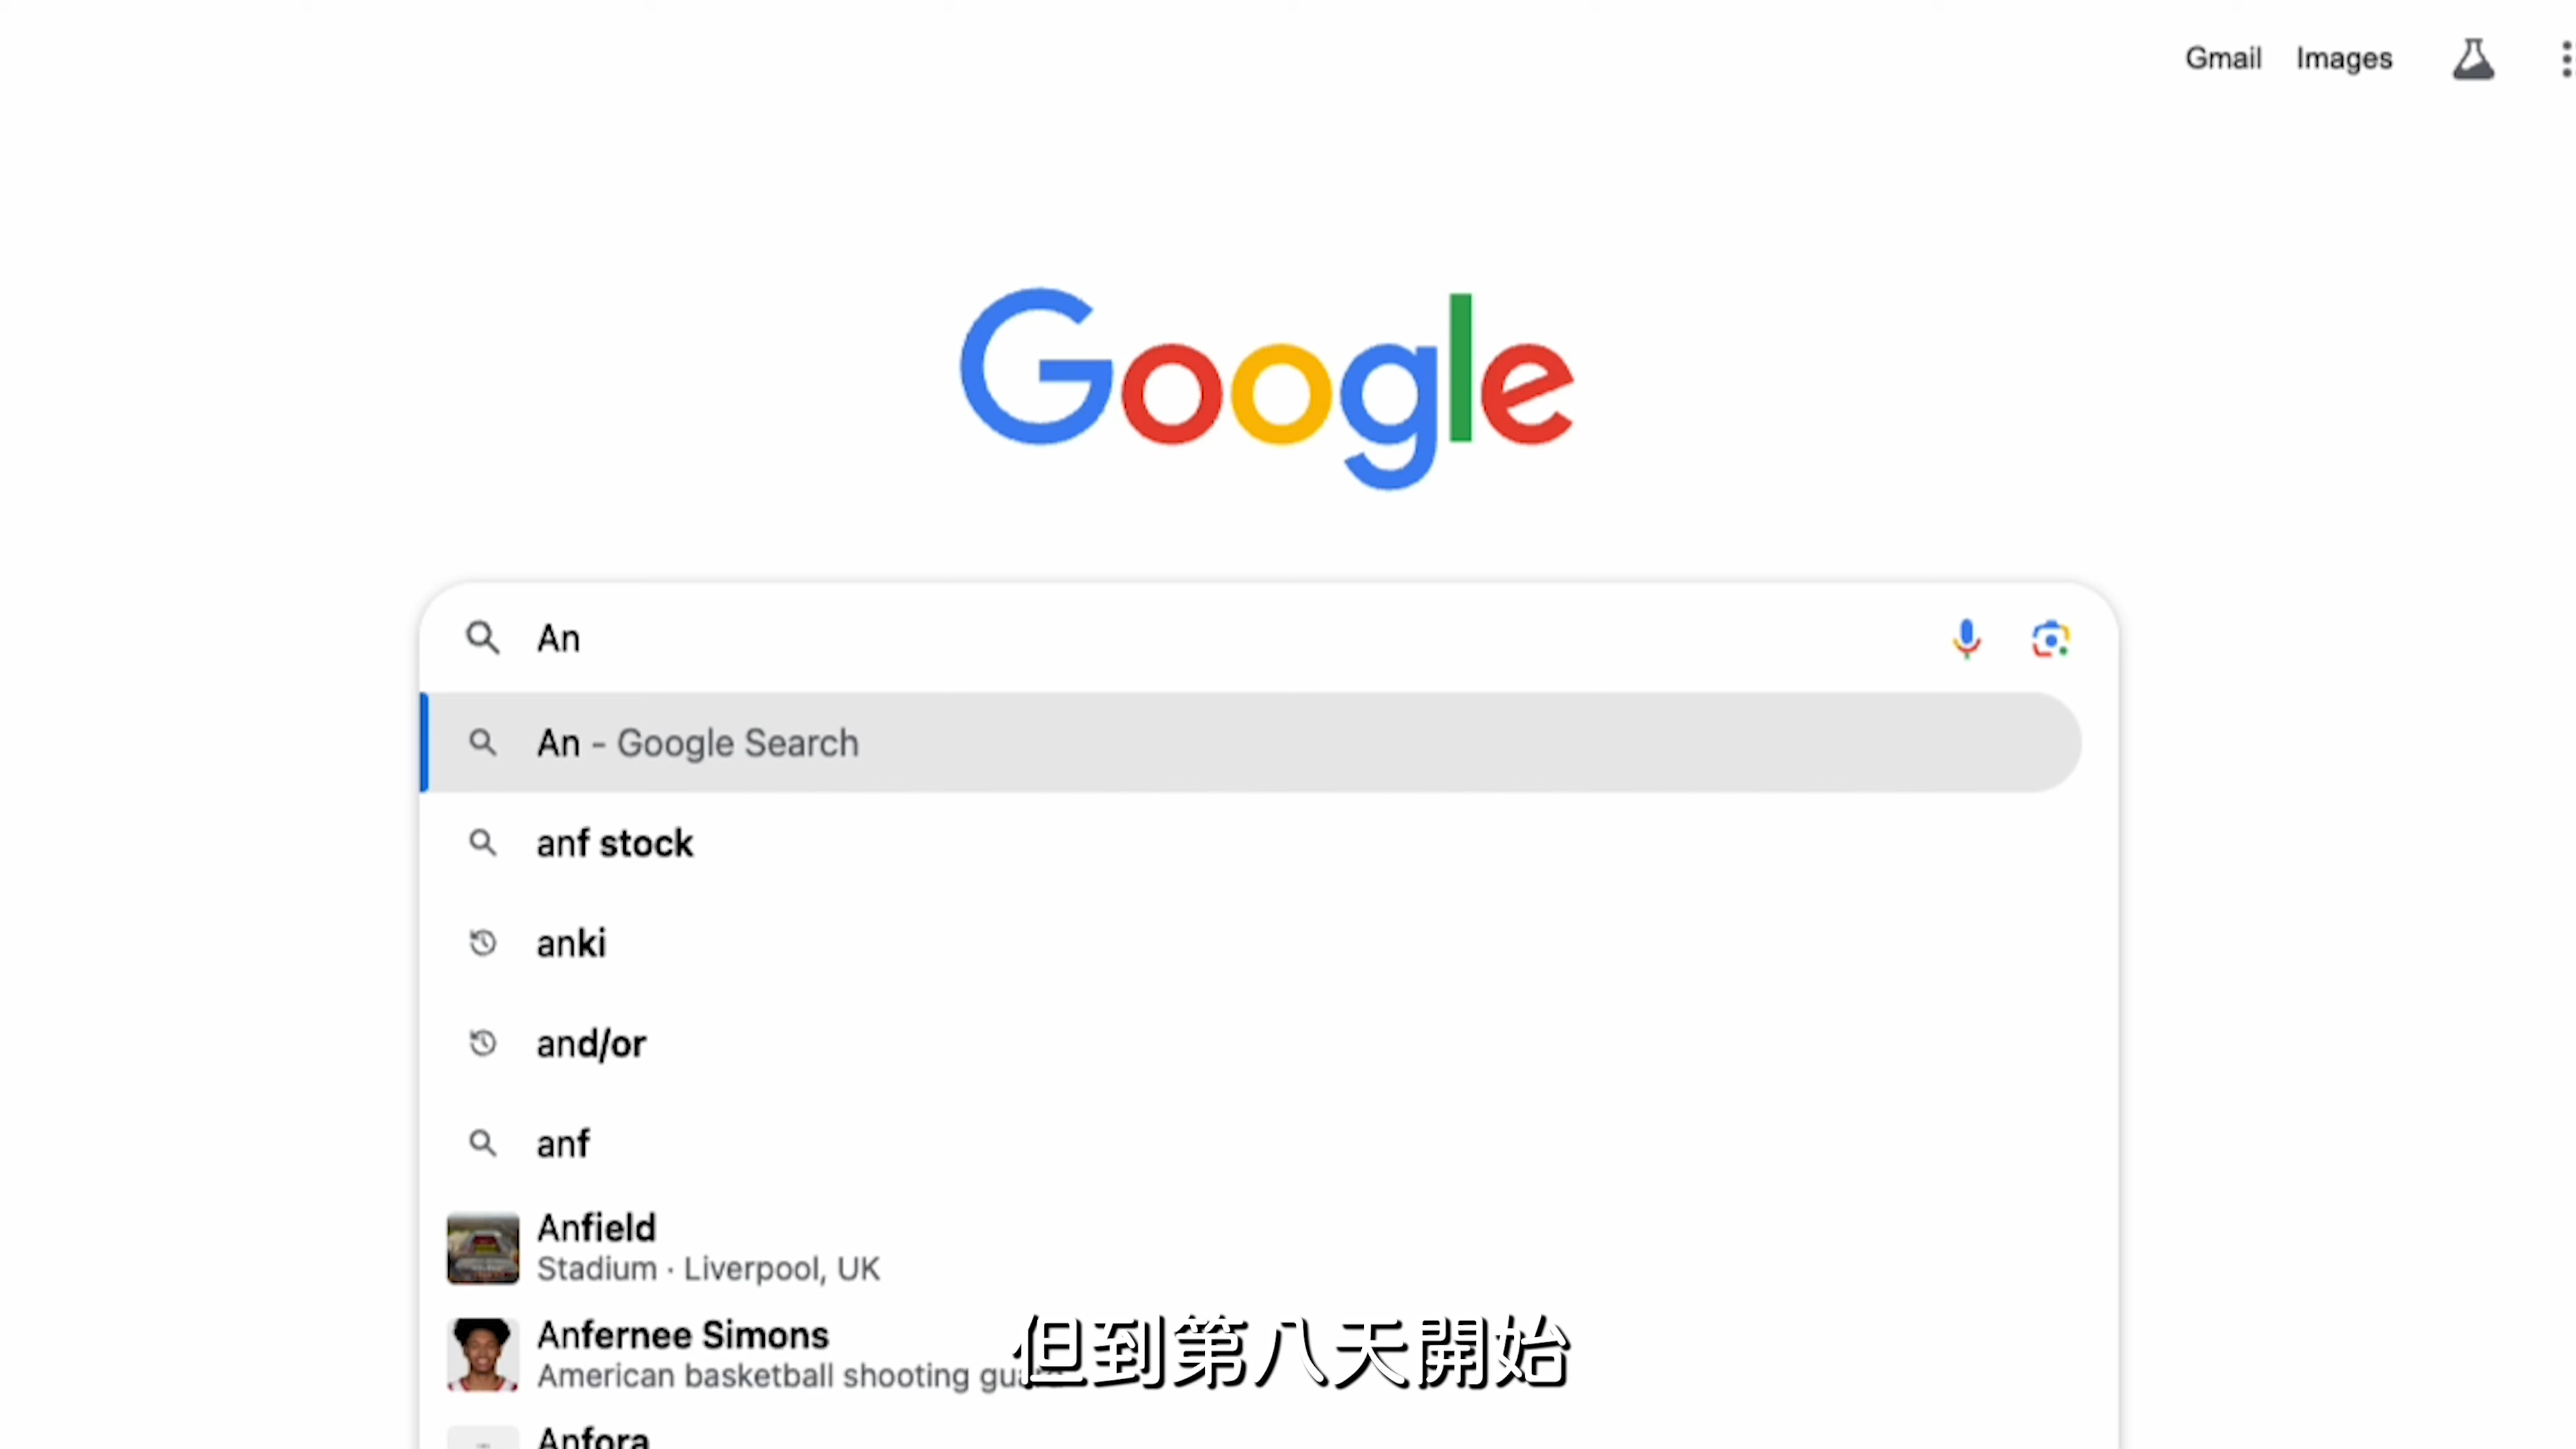 Gmail Images
Google
An
An - Google Search
anf stock
anki
and/or
anf
Anfield
Stadium · Liverpool, UK
Anfernee Simons
American basketball shooting
但到第八天開始
Anfora